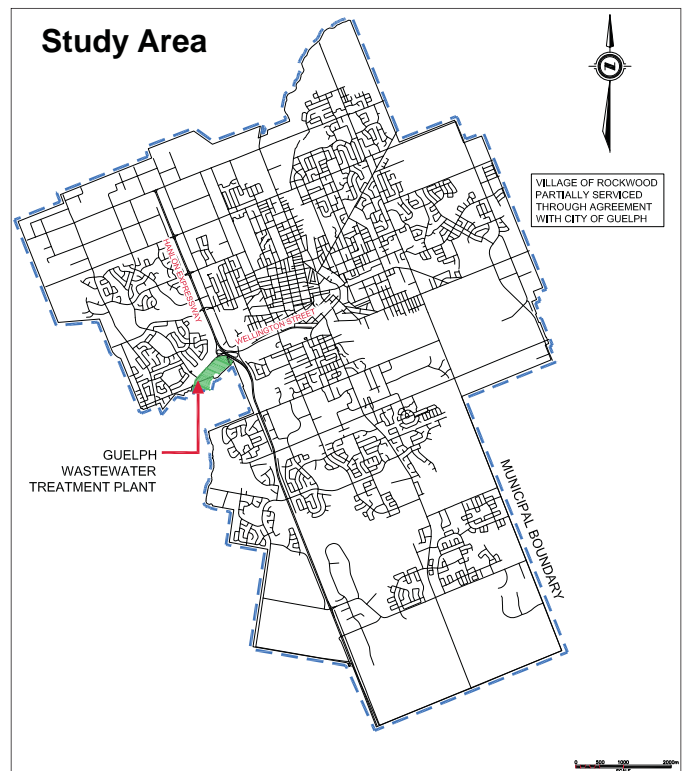 Study Area
VILLAGE OF ROCKWOOD
PARTIALLY SERVICED
THROUGH AGREEMENT
WITH CITY OF GUELPH
HANLON EXPRESSWAY
WELLINGTON STREET
GUELPH
WASTEWATER
TREATMENT PLANT
MUNICIPAL BOUNDARY
0 500 1000 2000m
SCALE